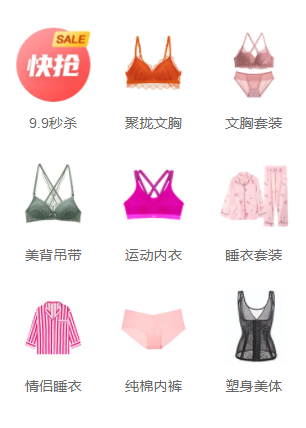 SALE
快抢
9.9秒杀
聚拢文胸
文胸套装
美背吊带
运动内衣
睡衣套装
情侣睡衣
纯棉内裤
塑身美体